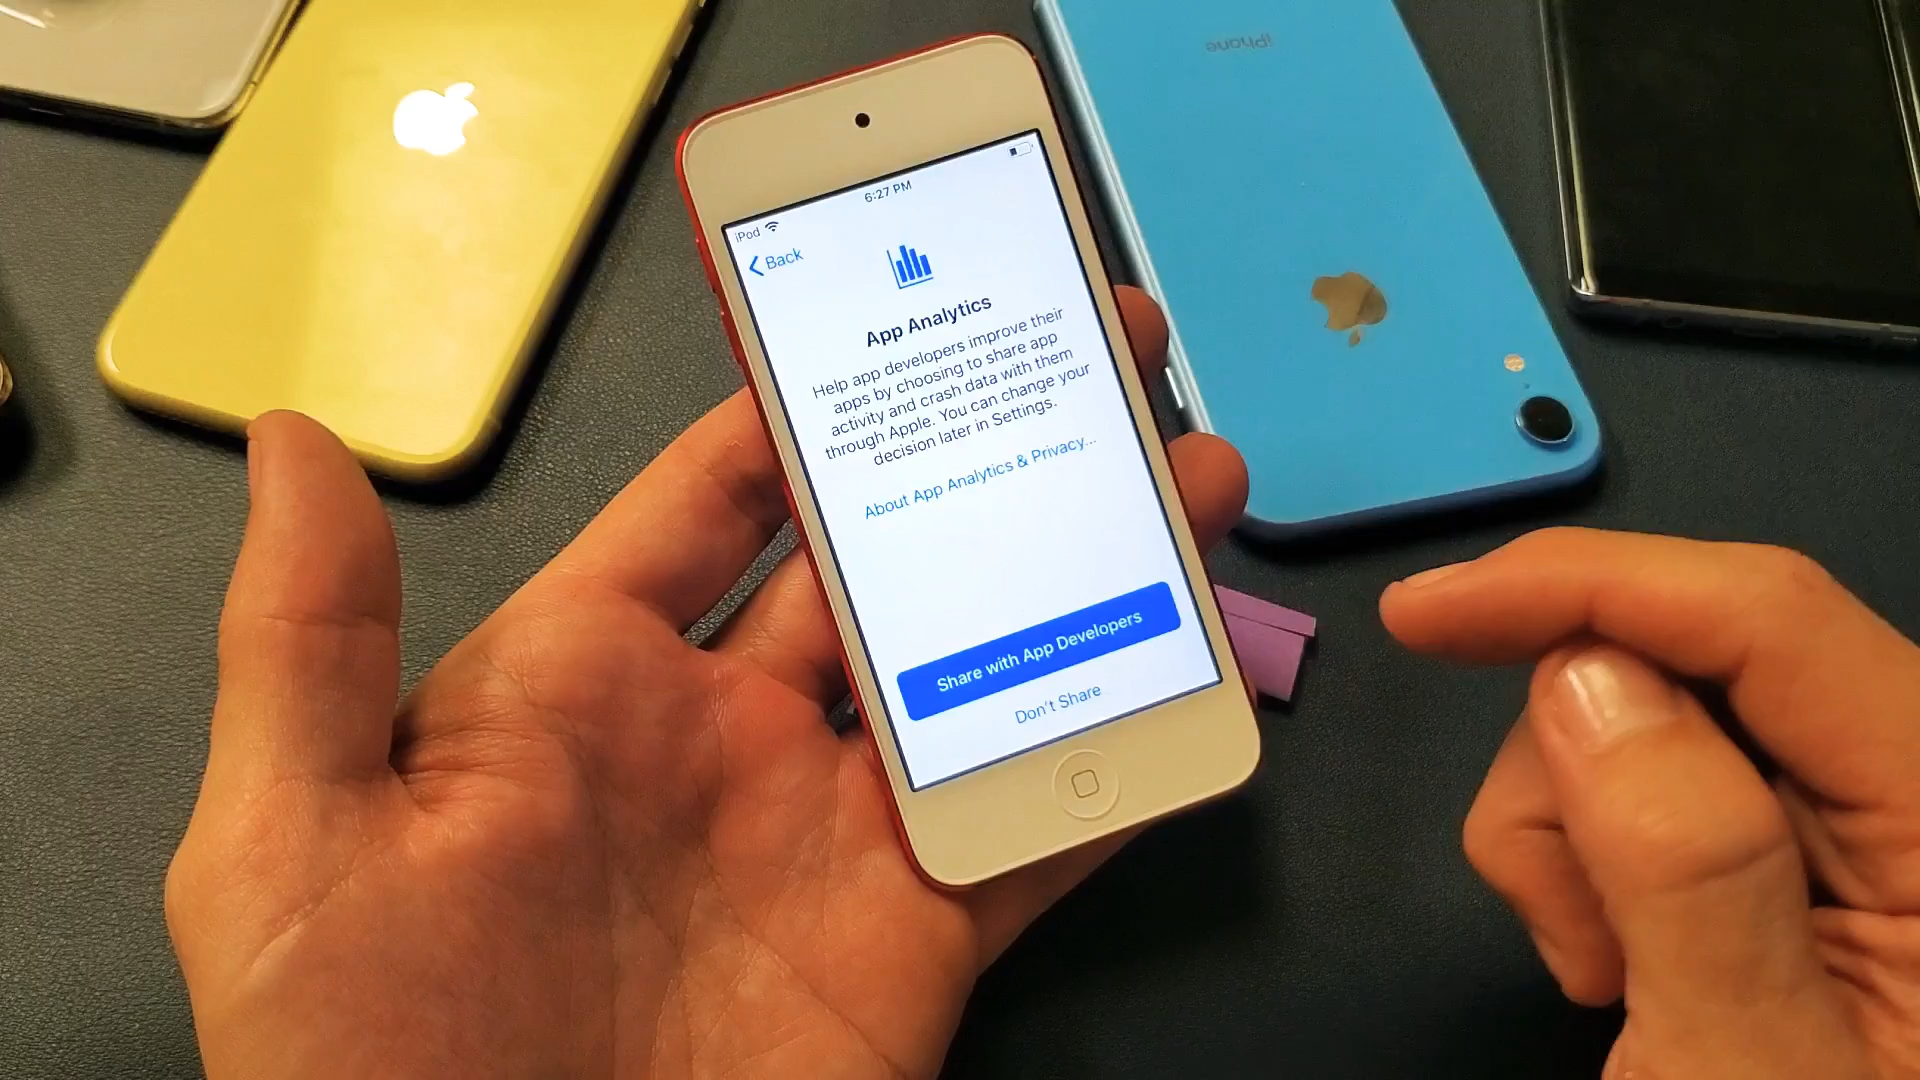 iPhone
6:27 PM
iPod
Back
App Analytics
Help app developers improve their
apps by choosing to share app
activity and crash data with them
through Apple. You can change your
decision later in Settings.
About App Analytics & Privacy...
Share with App Developers
Don't Share